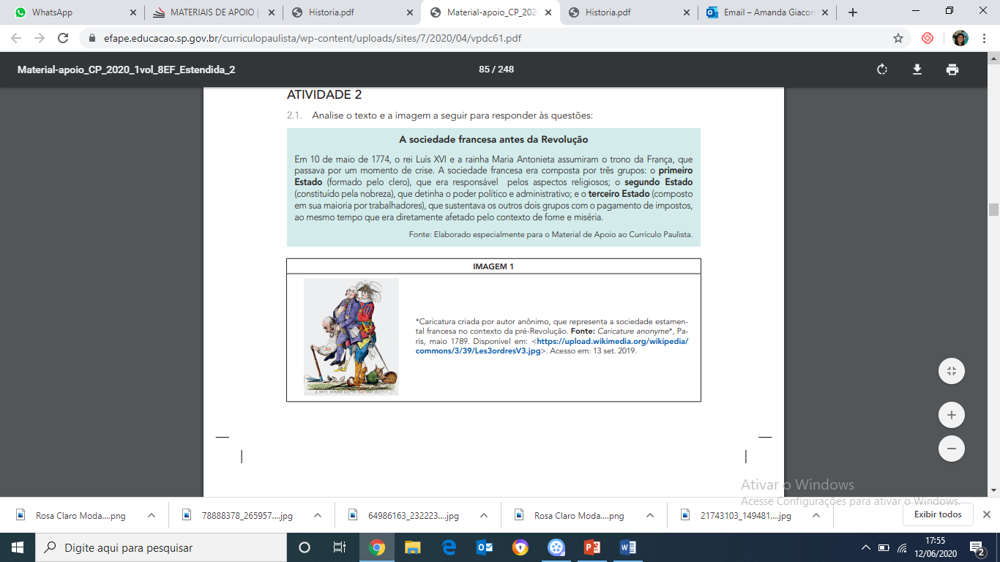 WhatsApp
MATERIAIS DE APOIO |
Historia.pdf
Material-apoio_CP_202
Historia.pdf
Email – Amanda Giacon
efape.educacao.sp.gov.br/curriculopaulista/wp-content/uploads/sites/7/2020/04/vpdc61.pdf
Material-apoio_CP_2020_1vol_8EF_Estendida_2
85 / 248
ATIVIDADE 2
2.1. Analise o texto e a imagem a seguir para responder às questões:
A sociedade francesa antes da Revolução
Em 10 de maio de 1774, o rei Luís XVI e a rainha Maria Antonieta assumiram o trono da França, que
passava por um momento de crise. A sociedade francesa era composta por três grupos: o primeiro
Estado (formado pelo clero), que era responsável pelos aspectos religiosos; o segundo Estado
(constituído pela nobreza), que detinha o poder político e administrativo; e o terceiro Estado (composto
em sua maioria por trabalhadores), que sustentava os outros dois grupos com o pagamento de impostos,
ao mesmo tempo que era diretamente afetado pelo contexto de fome e miséria.
Fonte: Elaborado especialmente para o Material de Apoio ao Currículo Paulista.
IMAGEM 1
*Caricatura criada por autor anônimo, que representa a sociedade estamen-
tal francesa no contexto da pré-Revolução. Fonte: Caricature anonyme*, Pa-
ris, maio 1789. Disponível em: <https://upload.wikimedia.org/wikipedia/
commons/3/39/Les3ordresV3.jpg>. Acesso em: 13 set. 2019.
Ativar o Windows
Acesse Configurações para ativar o Windows.
Rosa Claro Moda....png
78888378_265957....jpg
64986163_232223....jpg
Rosa Claro Moda....png
21743103_149481....jpg
Exibir todos
Digite aqui para pesquisar
17:55
12/06/2020
2